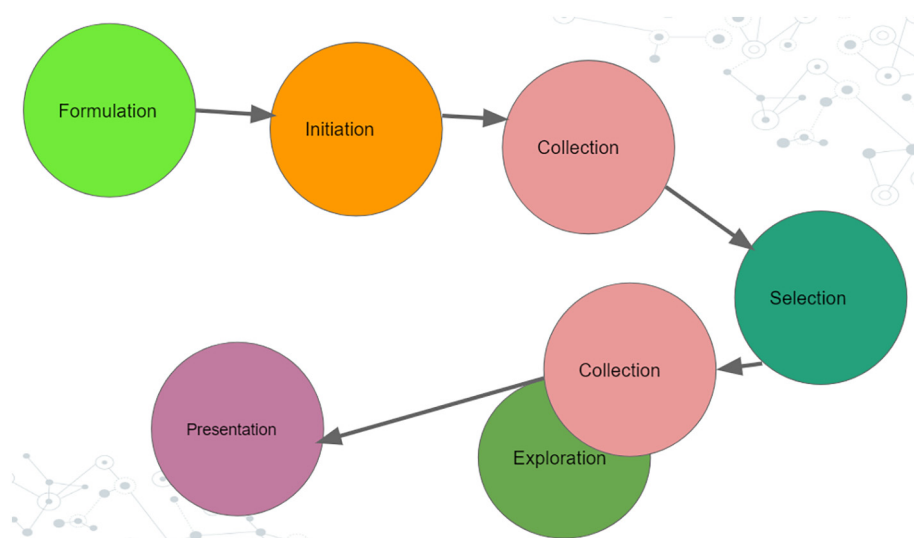 Formulation
Initiation
Collection
Selection
Collection
Exploration
Presentation